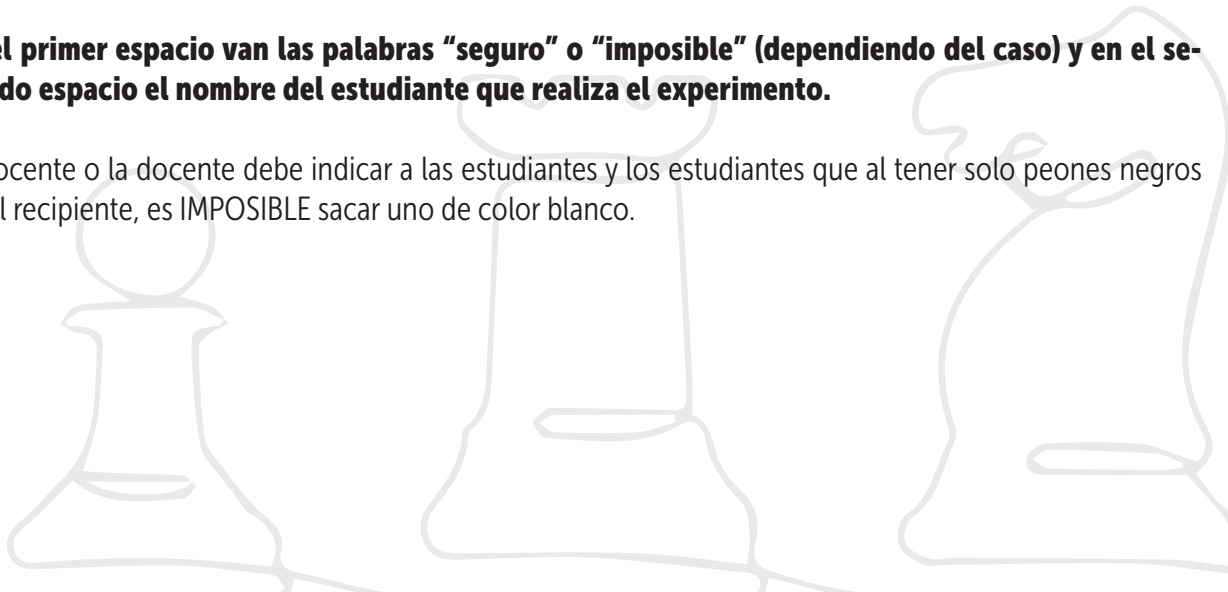 el primer espacio van las palabras “seguro” o “imposible” (dependiendo del caso) y en el se-
do espacio el nombre del estudiante que realiza el experimento.
ocente o la docente debe indicar a las estudiantes y los estudiantes que al tener solo peones negros
l recipiente, es IMPOSIBLE sacar uno de color blanco.